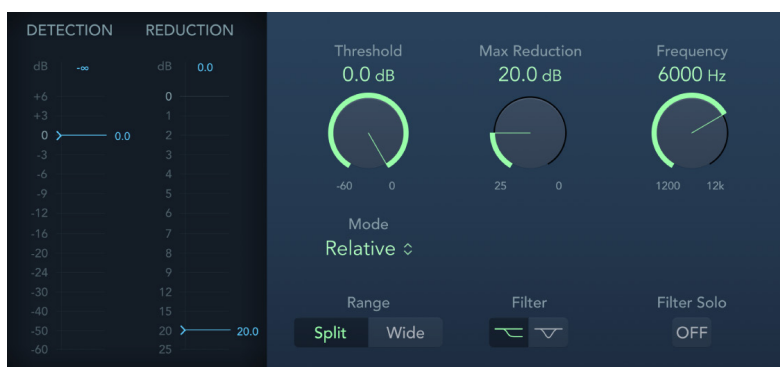 DETECTION REDUCTION
dB -∞ dB 0.0
+6 0
+3 1
0 0.0 2
-3 3
-6 4
-9 5
-12 6
-16 7
-20 8
-24 9
-30 12
-40 15
-50 20 20.0
-60 25
Threshold Max Reduction Frequency
0.0 dB 20.0 dB 6000 Hz
-60 0 25 0 1200 12k
Mode
Relative
Range Filter Filter Solo
Split Wide OFF